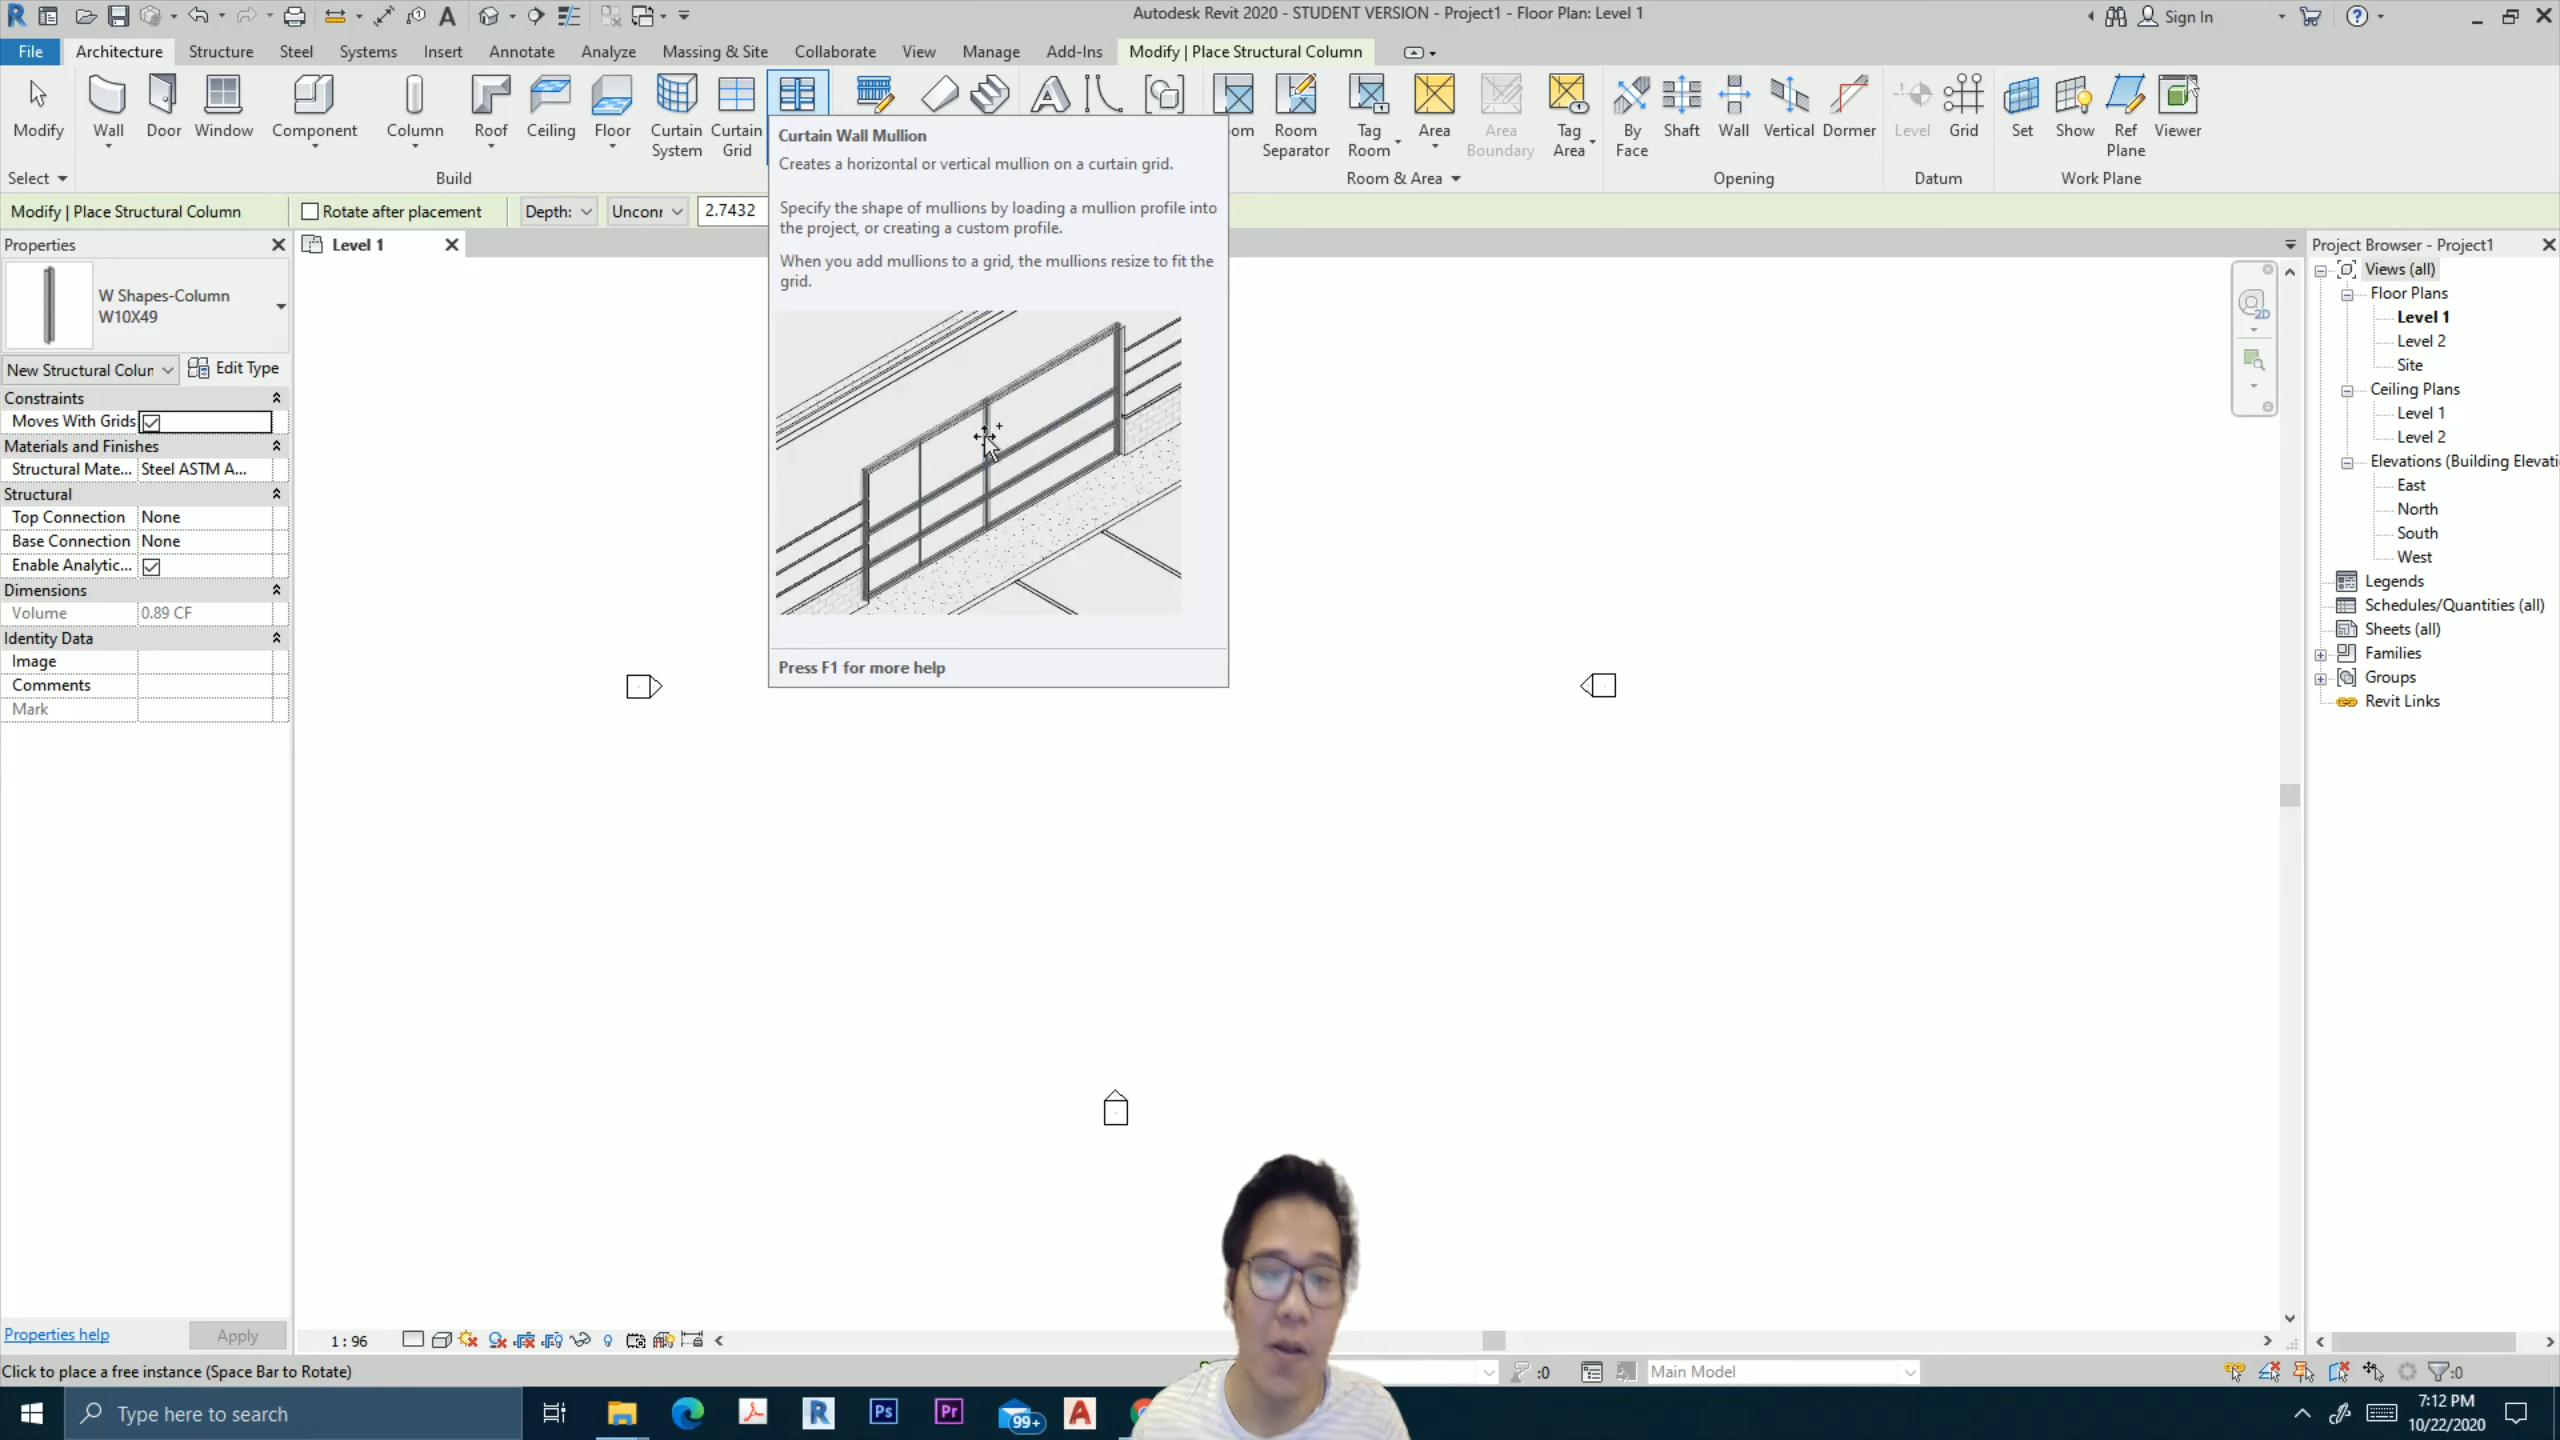 Autodesk Revit 2020 - STUDENT VERSION - Project1 - Floor Plan: Level 1
Sign In
File
Architecture
Structure
Steel
Systems
Insert
Annotate
Analyze
Massing & Site
Collaborate
View
Manage
Add-Ins
Modify | Place Structural Column
Modify
Wall
Door
Window
Component
Column
Roof
Ceiling
Floor
Curtain System
Curtain Grid
Room Separator
Tag Room
Area
Area Boundary
Tag Area
By Face
Shaft
Wall
Vertical
Dormer
Level
Grid
Set
Show
Ref Plane
Viewer
Select
Build
Room & Area
Opening
Datum
Work Plane
Modify | Place Structural Column
Rotate after placement
Depth:
Unconr
2.7432
Curtain Wall Mullion
Creates a horizontal or vertical mullion on a curtain grid.
Specify the shape of mullions by loading a mullion profile into
the project, or creating a custom profile.
When you add mullions to a grid, the mullions resize to fit the
grid.
Press F1 for more help
Properties
W Shapes-Column
W10X49
New Structural Colur
Edit Type
Constraints
Moves With Grids
Materials and Finishes
Structural Mate... Steel ASTM A...
Structural
Top Connection None
Base Connection None
Enable Analytic...
Dimensions
Volume 0.89 CF
Identity Data
Image
Comments
Mark
Properties help
Apply
Level 1
2D
Project Browser - Project1
Views (all)
Floor Plans
Level 1
Level 2
Site
Ceiling Plans
Level 1
Level 2
Elevations (Building Elevati
East
North
South
West
Legends
Schedules/Quantities (all)
Sheets (all)
Families
Groups
Revit Links
1 : 96
Click to place a free instance (Space Bar to Rotate)
:0
Main Model
:0
Type here to search
Ps
Pr
99+
7:12 PM
10/22/2020